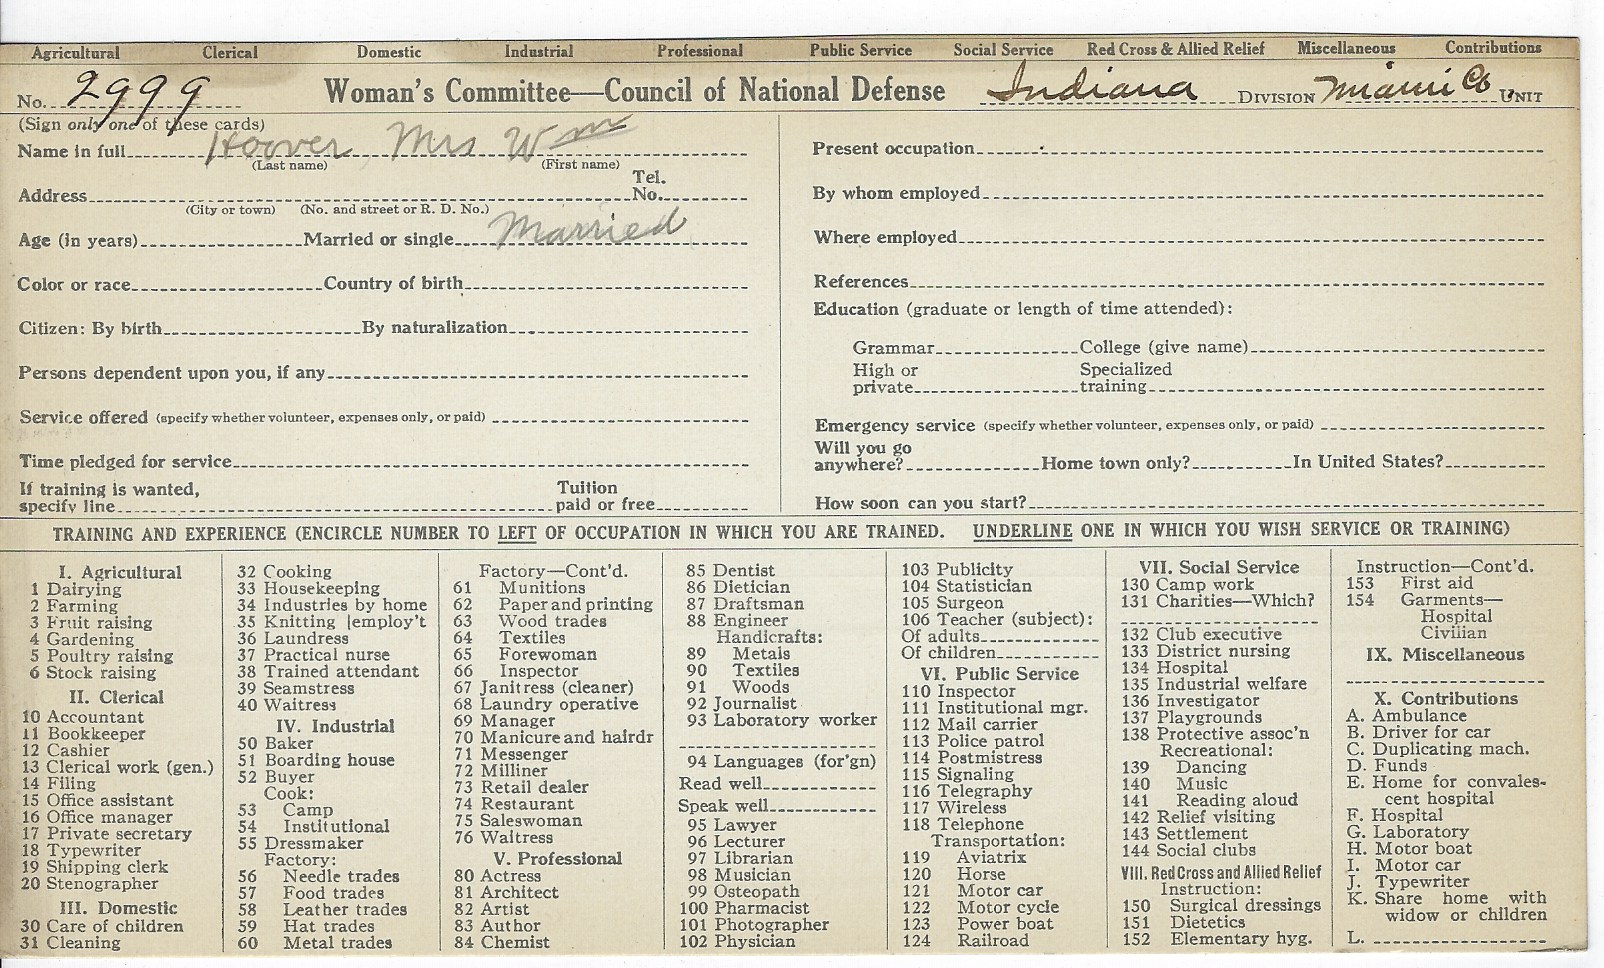 Agricultural Clerical Domestic Industrial Professional Public Service Social Service Red Cross & Allied Relief Miscellaneous Contributions
No. 2999 Woman's Committee—Council of National Defense Indiana DIVISION Miami Co UNIT
(Sign only one of these cards)
Name in full Hoover Mrs Wm
(Last name) (First name)
Address Tel. No.
(City or town) (No. and street or R. D. No.)
Age (in years) Married or single Married
Color or race Country of birth
Citizen: By birth By naturalization
Persons dependent upon you, if any
Service offered (specify whether volunteer, expenses only, or paid)
Time pledged for service
If training is wanted, Tuition
specify line paid or free
Present occupation
By whom employed
Where employed
References
Education (graduate or length of time attended):
Grammar College (give name)
High or Specialized
private training
Emergency service (specify whether volunteer, expenses only, or paid)
Will you go
anywhere? Home town only? In United States?
How soon can you start?
TRAINING AND EXPERIENCE (ENCIRCLE NUMBER TO LEFT OF OCCUPATION IN WHICH YOU ARE TRAINED. UNDERLINE ONE IN WHICH YOU WISH SERVICE OR TRAINING)
I. Agricultural
1 Dairying
2 Farming
3 Fruit raising
4 Gardening
5 Poultry raising
6 Stock raising
II. Clerical
10 Accountant
11 Bookkeeper
12 Cashier
13 Clerical work (gen.)
14 Filing
15 Office assistant
16 Office manager
17 Private secretary
18 Typewriter
19 Shipping clerk
20 Stenographer
III. Domestic
30 Care of children
31 Cleaning
32 Cooking
33 Housekeeping
34 Industries by home
35 Knitting [employ't
36 Laundress
37 Practical nurse
38 Trained attendant
39 Seamstress
40 Waitress
IV. Industrial
50 Baker
51 Boarding house
52 Buyer
Cook:
53 Camp
54 Institutional
55 Dressmaker
Factory:
56 Needle trades
57 Food trades
58 Leather trades
59 Hat trades
60 Metal trades
Factory—Cont'd.
61 Munitions
62 Paper and printing
63 Wood trades
64 Textiles
65 Forewoman
66 Inspector
67 Janitress (cleaner)
68 Laundry operative
69 Manager
70 Manicure and hairdr
71 Messenger
72 Milliner
73 Retail dealer
74 Restaurant
75 Saleswoman
76 Waitress
V. Professional
80 Actress
81 Architect
82 Artist
83 Author
84 Chemist
85 Dentist
86 Dietician
87 Draftsman
88 Engineer
Handicrafts:
89 Metals
90 Textiles
91 Woods
92 Journalist
93 Laboratory worker
94 Languages (for'gn)
Read well
Speak well
95 Lawyer
96 Lecturer
97 Librarian
98 Musician
99 Osteopath
100 Pharmacist
101 Photographer
102 Physician
103 Publicity
104 Statistician
105 Surgeon
106 Teacher (subject):
Of adults
Of children
VI. Public Service
110 Inspector
111 Institutional mgr.
112 Mail carrier
113 Police patrol
114 Postmistress
115 Signaling
116 Telegraphy
117 Wireless
118 Telephone
Transportation:
119 Aviatrix
120 Horse
121 Motor car
122 Motor cycle
123 Power boat
124 Railroad
VII. Social Service
130 Camp work
131 Charities—Which?
132 Club executive
133 District nursing
134 Hospital
135 Industrial welfare
136 Investigator
137 Playgrounds
138 Protective assoc'n
Recreational:
139 Dancing
140 Music
141 Reading aloud
142 Relief visiting
143 Settlement
144 Social clubs
VIII. Red Cross and Allied Relief
Instruction:
150 Surgical dressings
151 Dietetics
152 Elementary hyg.
Instruction—Cont'd.
153 First aid
154 Garments—
Hospital
Civilian
IX. Miscellaneous
X. Contributions
A. Ambulance
B. Driver for car
C. Duplicating mach.
D. Funds
E. Home for convales-
cent hospital
F. Hospital
G. Laboratory
H. Motor boat
I. Motor car
J. Typewriter
K. Share home with
widow or children
L.